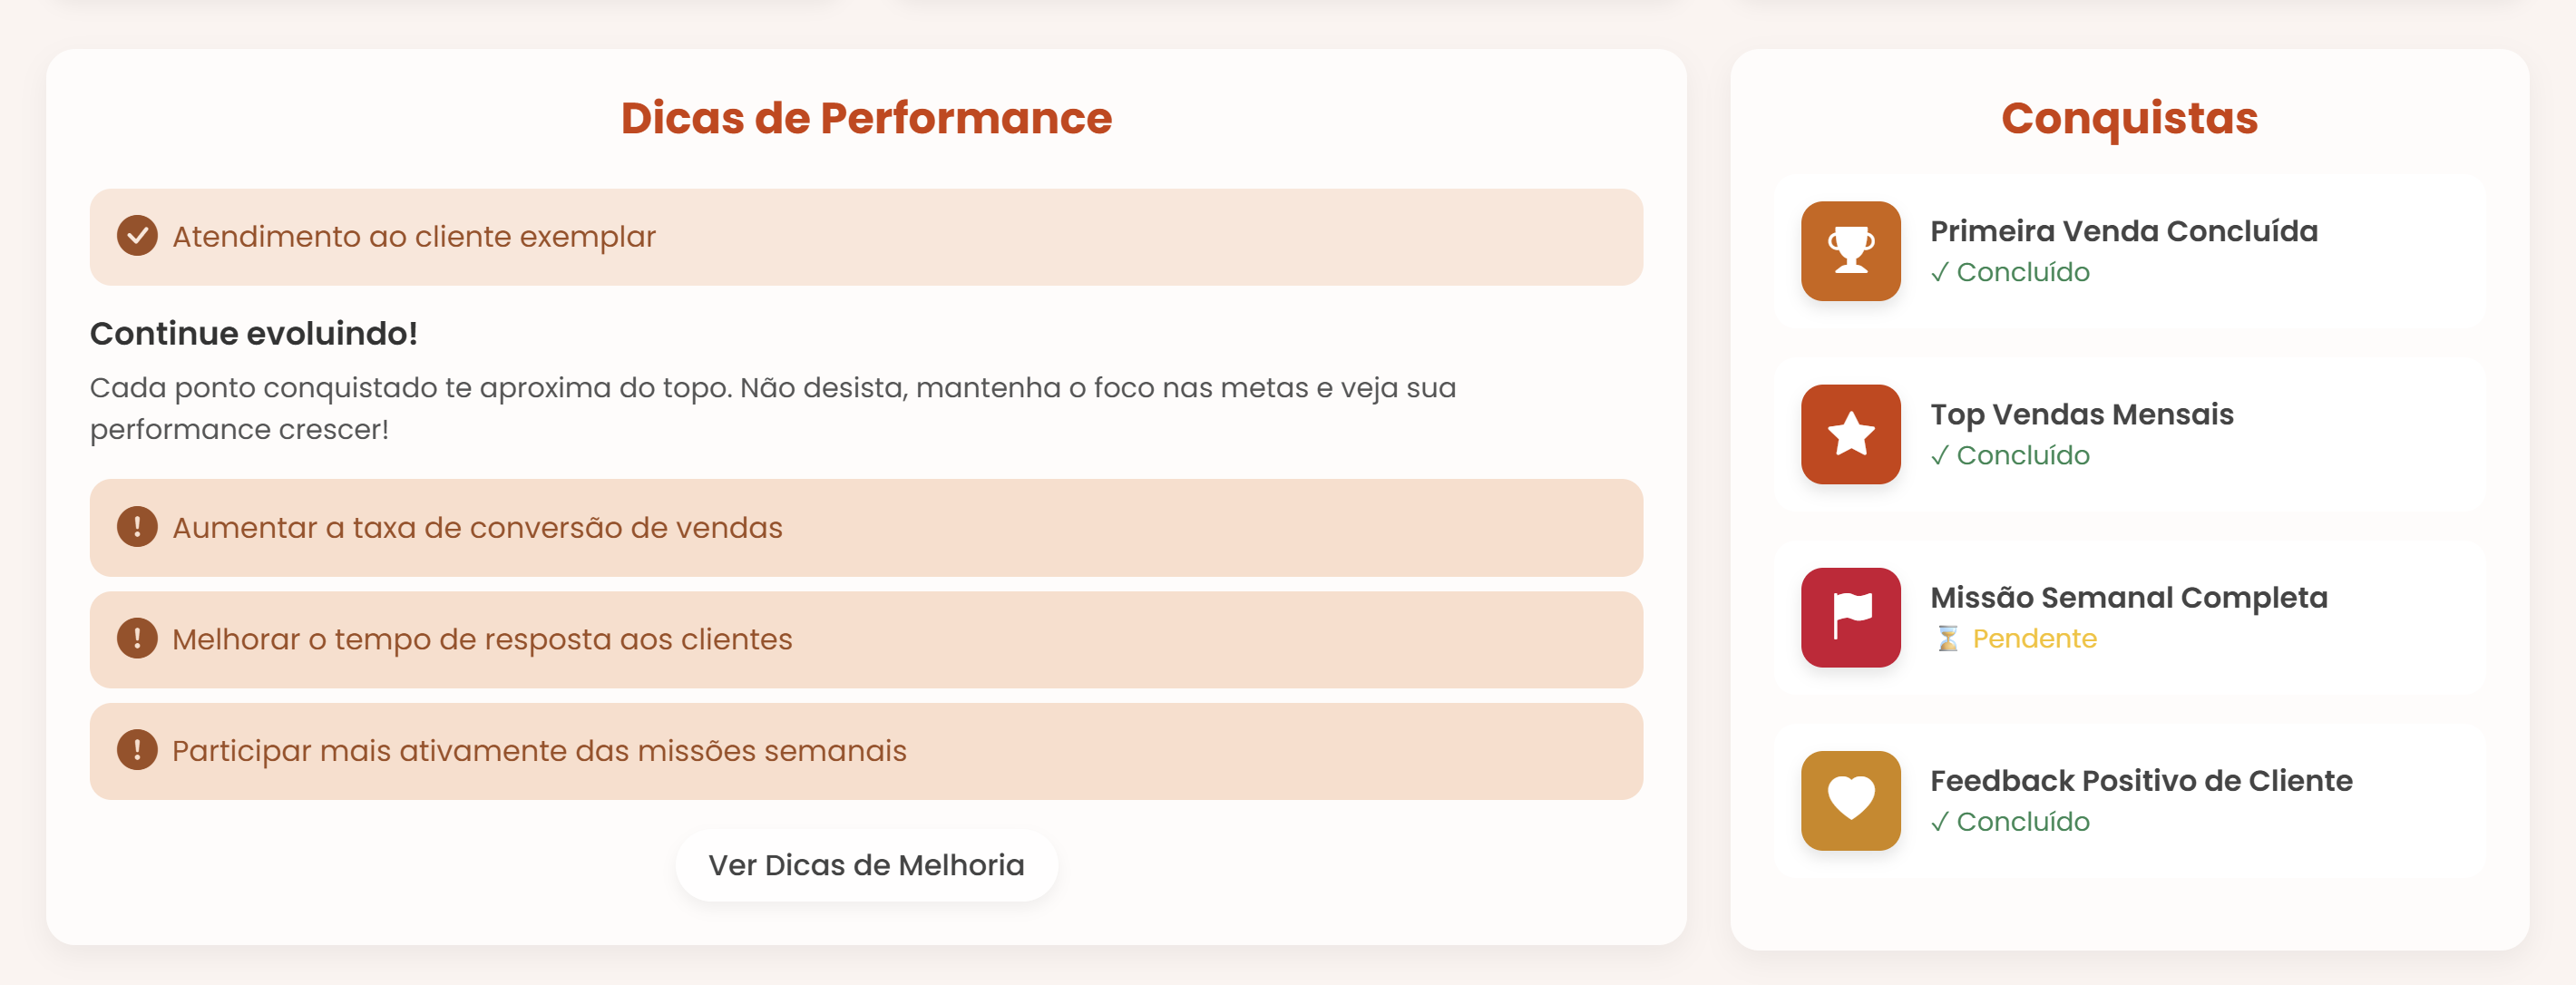 Dicas de Performance
Atendimento ao cliente exemplar
Continue evoluindo!
Cada ponto conquistado te aproxima do topo. Não desista, mantenha o foco nas metas e veja sua
performance crescer!
Aumentar a taxa de conversão de vendas
Melhorar o tempo de resposta aos clientes
Participar mais ativamente das missões semanais
Ver Dicas de Melhoria
Conquistas
Primeira Venda Concluída
✓ Concluído
Top Vendas Mensais
✓ Concluído
Missão Semanal Completa
⏳ Pendente
Feedback Positivo de Cliente
✓ Concluído